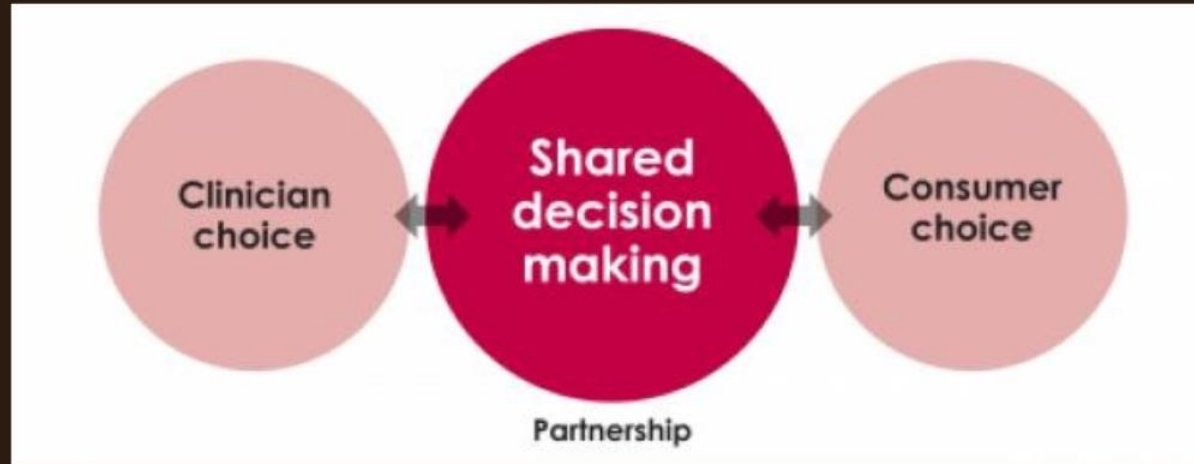 Clinician
choice
Shared
decision
making
Consumer
choice
Partnership